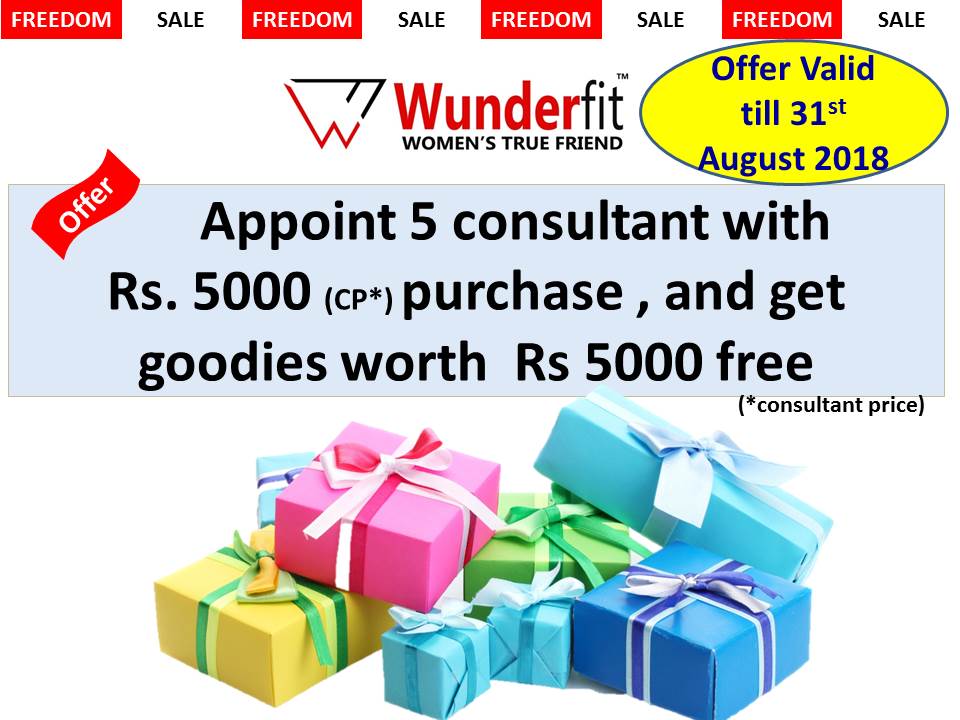 FREEDOM SALE FREEDOM SALE FREEDOM SALE FREEDOM SALE
Wunderfit™
WOMEN'S TRUE FRIEND
Offer Valid
till 31st
August 2018
Offer
Appoint 5 consultant with
Rs. 5000 (CP*) purchase , and get
goodies worth Rs 5000 free
(*consultant price)